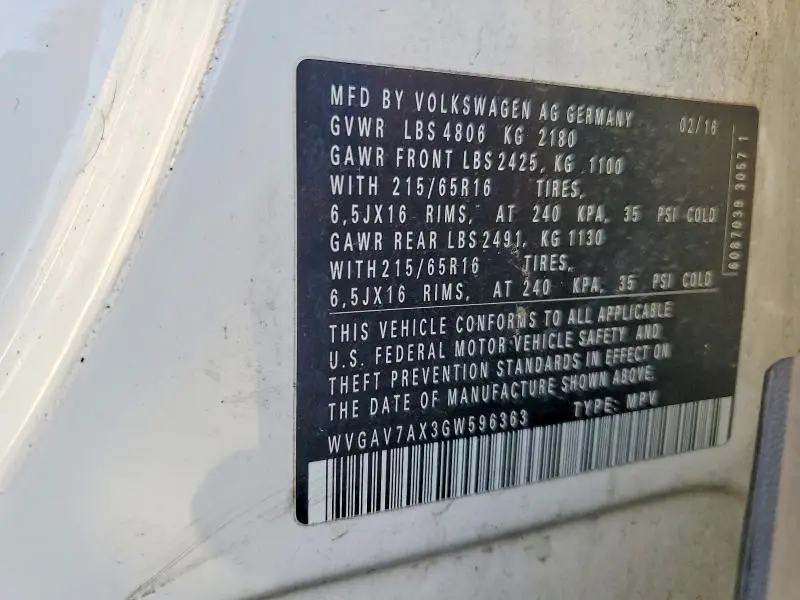 MFD BY VOLKSWAGEN AG GERMANY 02/16
GVWR LBS 4806 KG 2180
GAWR FRONT LBS 2425, KG 1100
WITH 215/65R16 TIRES,
6,5JX16 RIMS, AT 240 KPA, 35 PSI COLD
GAWR REAR LBS 2491, KG 1130
WITH 215/65R16 TIRES,
6,5JX16 RIMS, AT 240 KPA, 35 PSI COLD
THIS VEHICLE CONFORMS TO ALL APPLICABLE
U.S. FEDERAL MOTOR VEHICLE SAFETY AND
THEFT PREVENTION STANDARDS IN EFFECT ON
THE DATE OF MANUFACTURE SHOWN ABOVE.
WVGAV7AX3GW596363 TYPE: MPV
6087039 3057 1